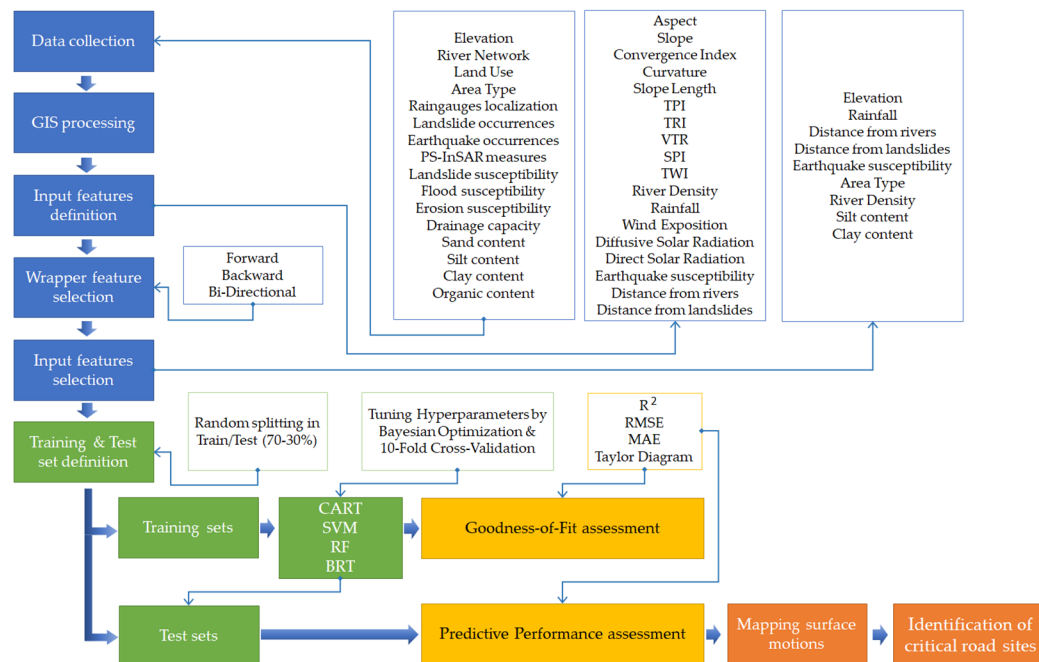 Data collection
GIS processing
Input features
definition
Wrapper feature
selection
Input features
selection
Training & Test
set definition
Forward
Backward
Bi-Directional
Elevation
River Network
Land Use
Area Type
Raingauges localization
Landslide occurrences
Earthquake occurrences
PS-InSAR measures
Landslide susceptibility
Flood susceptibility
Erosion susceptibility
Drainage capacity
Sand content
Silt content
Clay content
Organic content
Aspect
Slope
Convergence Index
Curvature
Slope Length
TPI
TRI
VTR
SPI
TWI
River Density
Rainfall
Wind Exposition
Diffusive Solar Radiation
Direct Solar Radiation
Earthquake susceptibility
Distance from rivers
Distance from landslides
Elevation
Rainfall
Distance from rivers
Distance from landslides
Earthquake susceptibility
Area Type
River Density
Silt content
Clay content
Random splitting in
Train/Test (70-30%)
Tuning Hyperparameters by
Bayesian Optimization &
10-Fold Cross-Validation
R²
RMSE
MAE
Taylor Diagram
Training sets
CART
SVM
RF
BRT
Goodness-of-Fit assessment
Test sets
Predictive Performance assessment
Mapping surface
motions
Identification of
critical road sites